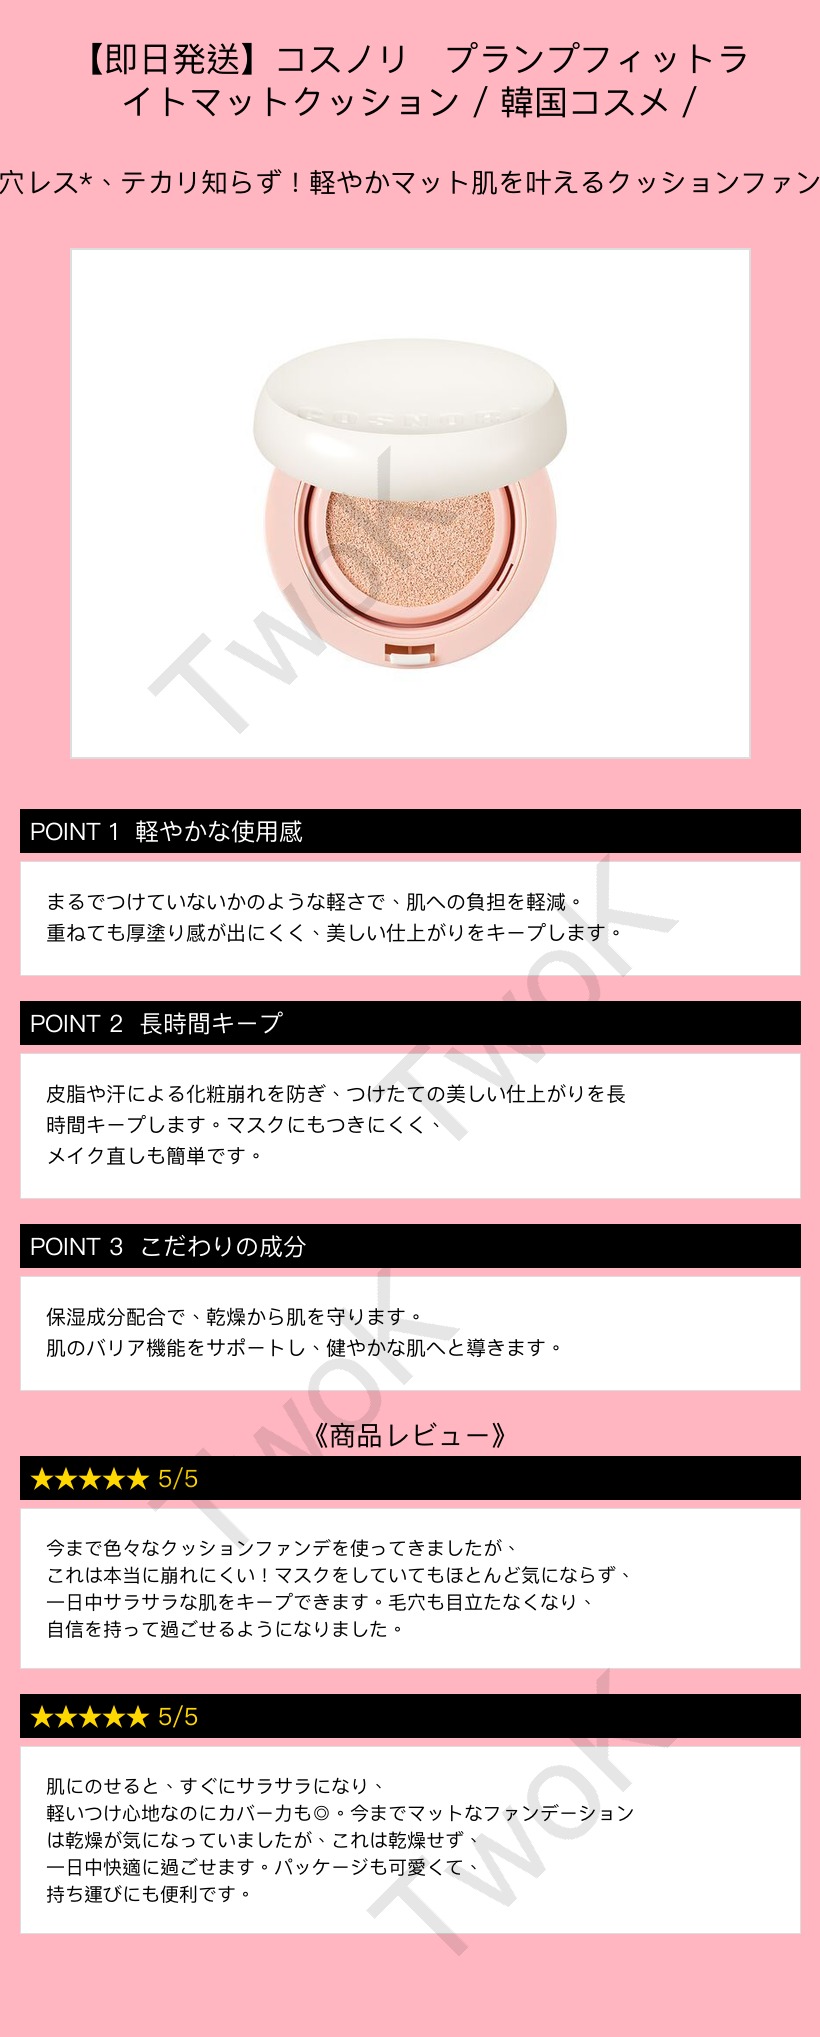 【即日発送】コスノリ　プランプフィットラ
イトマットクッション / 韓国コスメ /
穴レス*、テカリ知らず！軽やかマット肌を叶えるクッションファン
COSNORI
TwoK
POINT 1 軽やかな使用感
まるでつけていないかのような軽さで、肌への負担を軽減。
重ねても厚塗り感が出にくく、美しい仕上がりをキープします。
TwoK
POINT 2 長時間キープ
皮脂や汗による化粧崩れを防ぎ、つけたての美しい仕上がりを長
時間キープします。マスクにもつきにくく、
メイク直しも簡単です。
POINT 3 こだわりの成分
保湿成分配合で、乾燥から肌を守ります。
肌のバリア機能をサポートし、健やかな肌へと導きます。
TwoK
《商品レビュー》
★★★★★ 5/5
今まで色々なクッションファンデを使ってきましたが、
これは本当に崩れにくい！マスクをしていてもほとんど気にならず、
一日中サラサラな肌をキープできます。毛穴も目立たなくなり、
自信を持って過ごせるようになりました。
★★★★★ 5/5
肌にのせると、すぐにサラサラになり、
軽いつけ心地なのにカバー力も◎。今までマットなファンデーション
は乾燥が気になっていましたが、これは乾燥せず、
一日中快適に過ごせます。パッケージも可愛くて、
持ち運びにも便利です。
TwoK